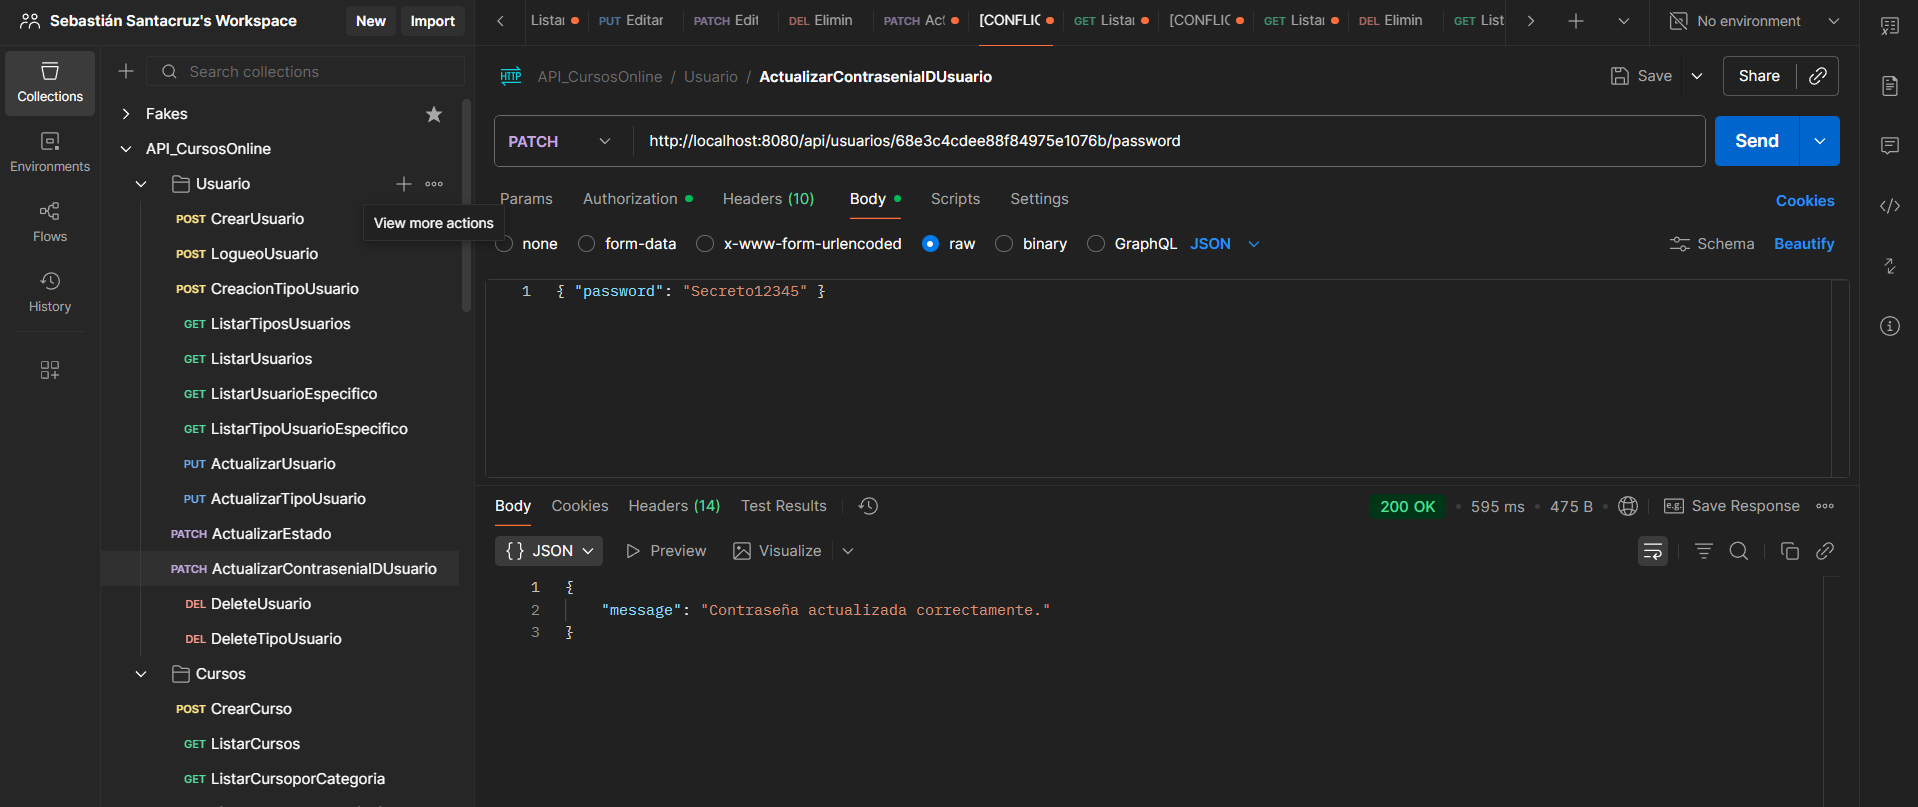 Sebastián Santacruz's Workspace
New
Import
Listar
PUT Editar
PATCH Edit
DEL Elimin
PATCH Act
[CONFLIC
GET Listar
[CONFLIC
GET Listar
DEL Elimin
GET List
No environment
Collections
Environments
Flows
History
Search collections
Fakes
API_CursosOnline
Usuario
View more actions
POST CrearUsuario
POST LogueoUsuario
POST CreacionTipoUsuario
GET ListarTiposUsuarios
GET ListarUsuarios
GET ListarUsuarioEspecifico
GET ListarTipoUsuarioEspecifico
PUT ActualizarUsuario
PUT ActualizarTipoUsuario
PATCH ActualizarEstado
PATCH ActualizarContraseniaIDUsuario
DEL DeleteUsuario
DEL DeleteTipoUsuario
Cursos
POST CrearCurso
GET ListarCursos
GET ListarCursoporCategoria
HTTP
API_CursosOnline / Usuario / ActualizarContraseniaIDUsuario
Save
Share
PATCH
http://localhost:8080/api/usuarios/68e3c4cdee88f84975e1076b/password
Send
Params
Authorization
Headers (10)
Body
Scripts
Settings
Cookies
none
form-data
x-www-form-urlencoded
raw
binary
GraphQL
JSON
Schema
Beautify
1 { "password": "Secreto12345" }
Body
Cookies
Headers (14)
Test Results
200 OK
595 ms
475 B
e.g. Save Response
{} JSON
Preview
Visualize
1 {
2 "message": "Contraseña actualizada correctamente."
3 }